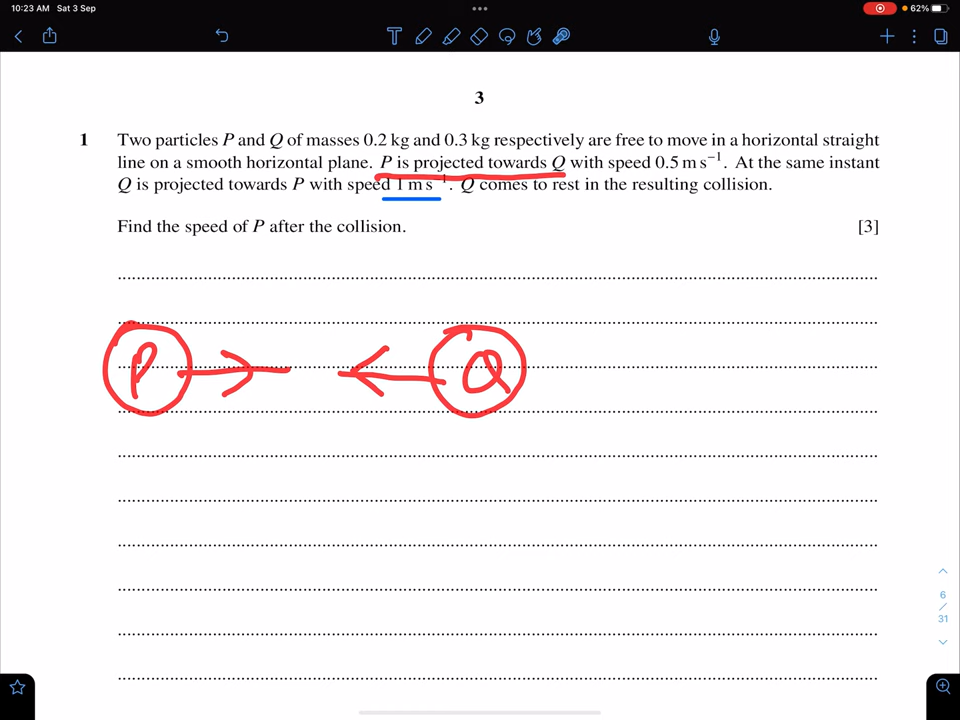 10:23 AM Sat 3 Sep
62%
3
1 Two particles P and Q of masses 0.2 kg and 0.3 kg respectively are free to move in a horizontal straight
line on a smooth horizontal plane. P is projected towards Q with speed 0.5 m s⁻¹. At the same instant
Q is projected towards P with speed 1 m s⁻¹. Q comes to rest in the resulting collision.
Find the speed of P after the collision. [3]
P Q
6
/
31